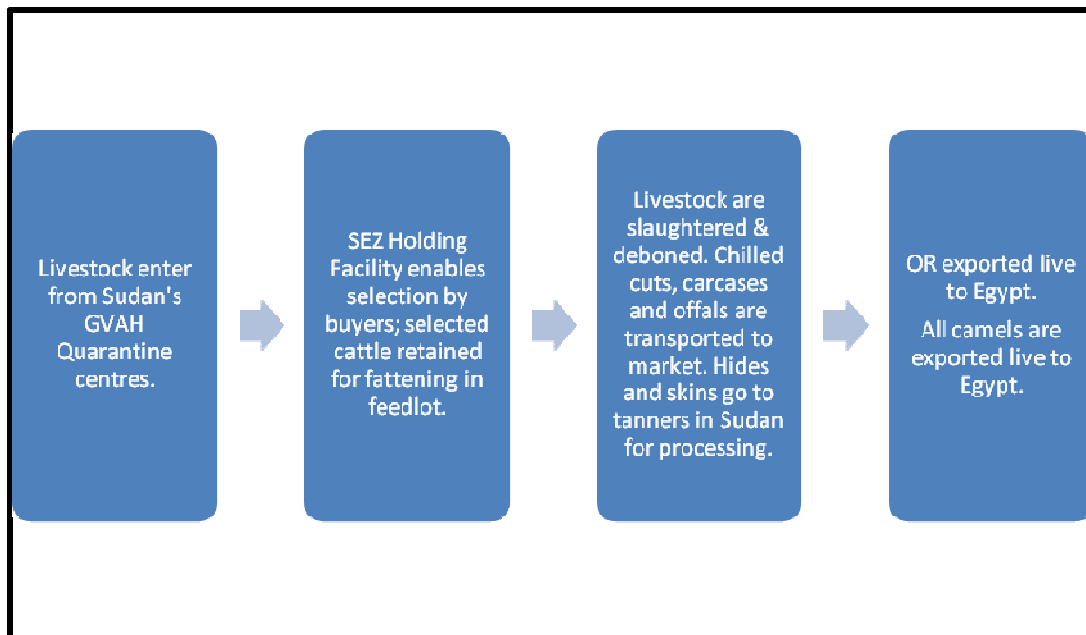 Livestock enter
from Sudan's
GVAH
Quarantine
centres.
SEZ Holding
Facility enables
selection by
buyers; selected
cattle retained
for fattening in
feedlot.
Livestock are
slaughtered &
deboned. Chilled
cuts, carcases
and offals are
transported to
market. Hides
and skins go to
tanners in Sudan
for processing.
OR exported live
to Egypt.
All camels are
exported live to
Egypt.